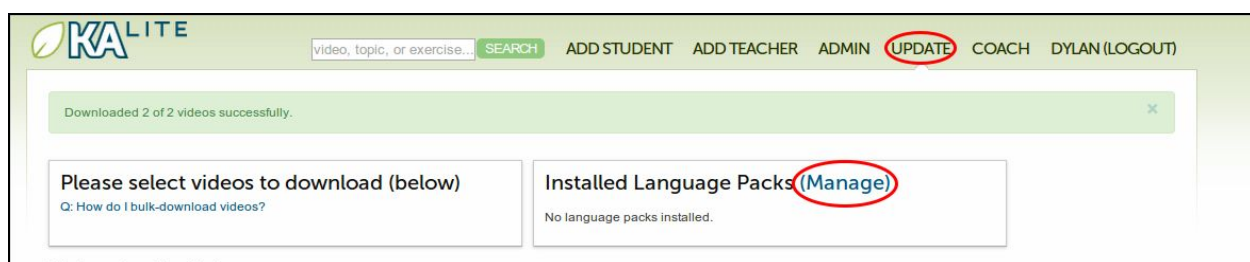 KA LITE
video, topic, or exercise... SEARCH ADD STUDENT ADD TEACHER ADMIN UPDATE COACH DYLAN (LOGOUT)
Downloaded 2 of 2 videos successfully. ×
Please select videos to download (below)
Q: How do I bulk-download videos?
Installed Language Packs (Manage)
No language packs installed.